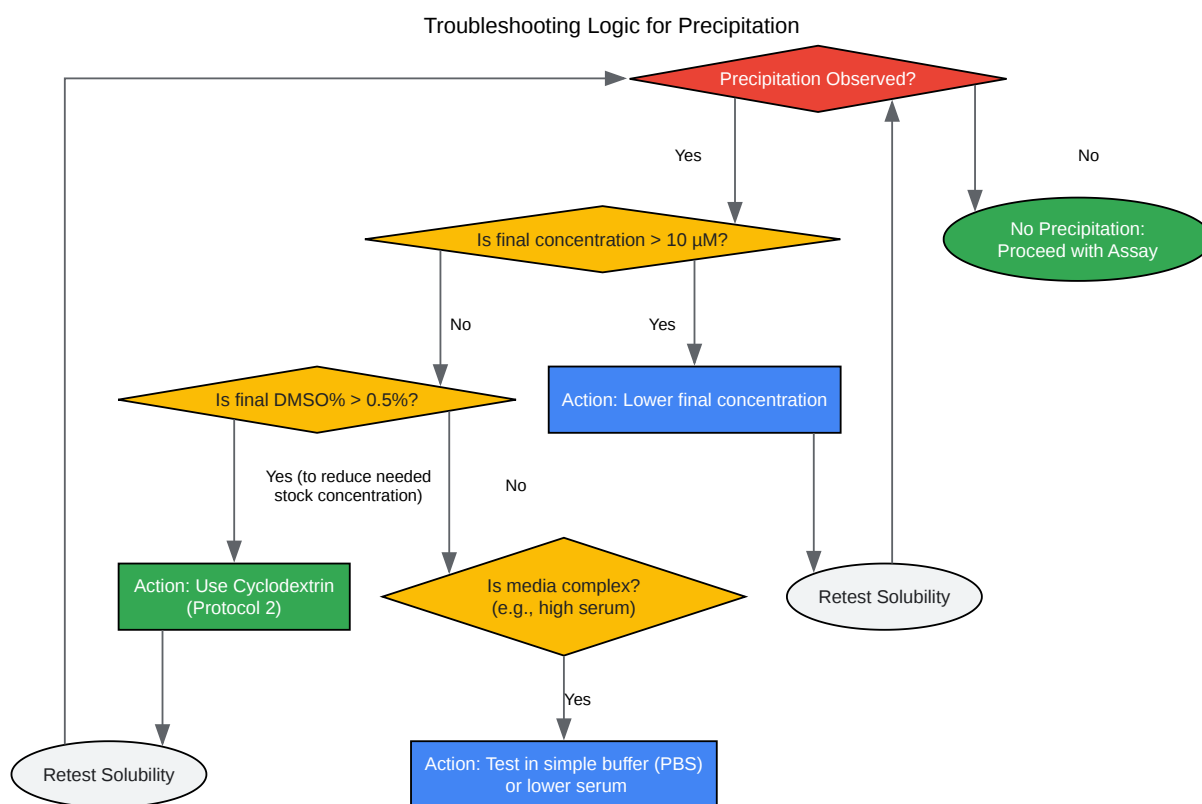 Troubleshooting Logic for Precipitation
Precipitation Observed?
Yes
No
No Precipitation:
Proceed with Assay
Is final concentration > 10 µM?
No
Yes
Is final DMSO% > 0.5%?
Action: Lower final concentration
Yes (to reduce needed
stock concentration)
No
Action: Use Cyclodextrin
(Protocol 2)
Is media complex?
(e.g., high serum)
Retest Solubility
Yes
Retest Solubility
Action: Test in simple buffer (PBS)
or lower serum